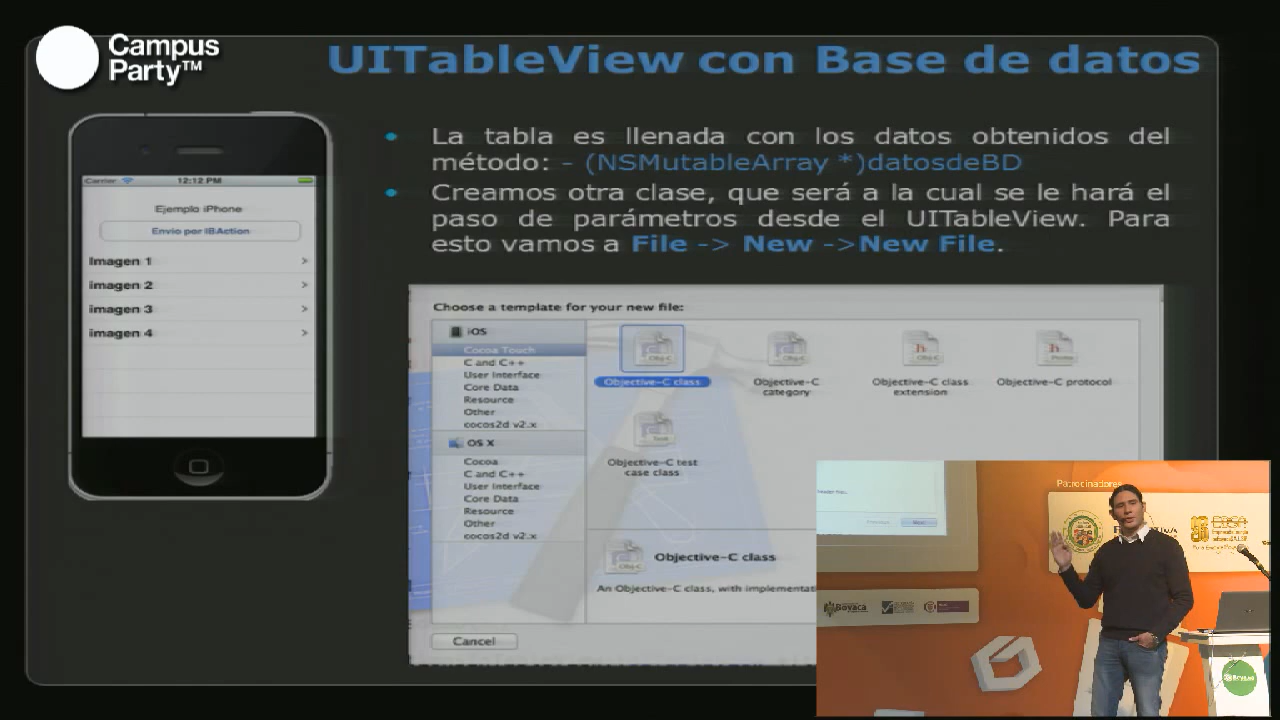 Campus
Party™
UITableView con Base de datos
• La tabla es llenada con los datos obtenidos del
método: - (NSMutableArray *)datosdeBD
• Creamos otra clase, que será a la cual se le hará el
paso de parámetros desde el UITableView. Para
esto vamos a File -> New ->New File.
Carrier 12:12 PM
Ejemplo iPhone
Envio por IBAction
Imagen 1 >
imagen 2 >
imagen 3 >
imagen 4 >
Choose a template for your new file:
iOS
Cocoa Touch
C and C++
User Interface
Core Data
Resource
Other
cocos2d v2.x
OS X
Cocoa
C and C++
User Interface
Core Data
Resource
Other
cocos2d v2.x
Objective-C class
Objective-C
category
Objective-C class
extension
Objective-C protocol
Objective-C test
case class
Objective-C class
An Objective-C class, with implementat
Cancel
Patrocinadores
EBSA
Boyacá